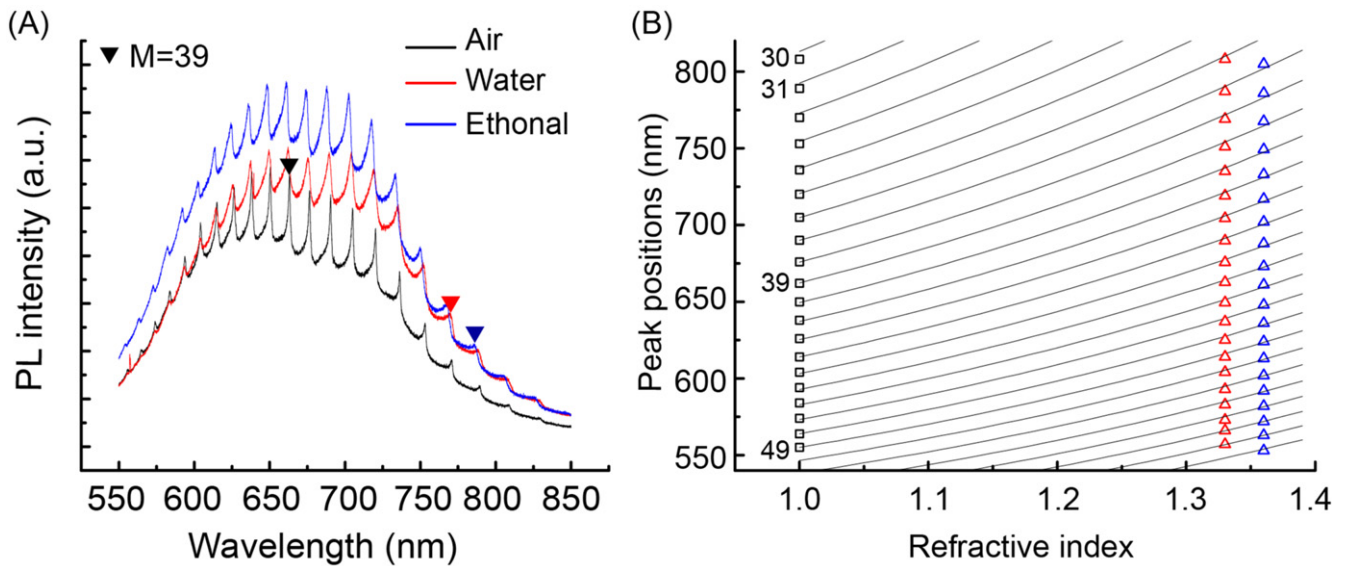 (A)
▼ M=39
Air
Water
Ethonal
PL intensity (a.u.)
550 600 650 700 750 800 850
Wavelength (nm)
(B)
30
31
39
49
800
750
700
650
600
540
Peak positions (nm)
1.0 1.1 1.2 1.3 1.4
Refractive index